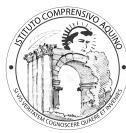 ISTITUTO COMPRENSIVO AQUINO
SI VIS VERITATEM COGNOSCERE QUAERE ET INVENIES